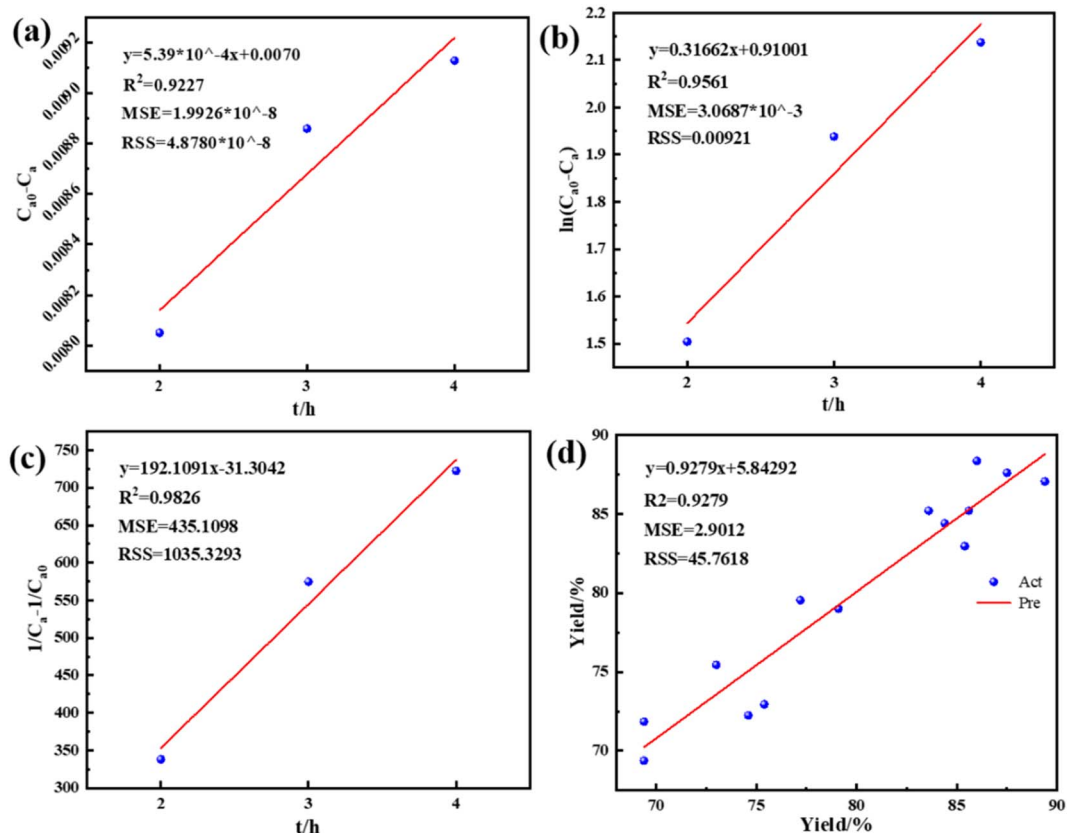 (a)
y=5.39*10^-4x+0.0070
R²=0.9227
MSE=1.9926*10^-8
RSS=4.8780*10^-8
0.0092
0.0090
0.0088
0.0086
0.0084
0.0082
0.0080
Ca0-Ca
2 3 4
t/h
(b)
y=0.31662x+0.91001
R²=0.9561
MSE=3.0687*10^-3
RSS=0.00921
2.2
2.1
2.0
1.9
1.8
1.7
1.6
1.5
ln(Ca0-Ca)
2 3 4
t/h
(c)
y=192.1091x-31.3042
R²=0.9826
MSE=435.1098
RSS=1035.3293
750
700
650
600
550
500
450
400
350
300
1/Ca-1/Ca0
2 3 4
t/h
(d)
y=0.9279x+5.84292
R2=0.9279
MSE=2.9012
RSS=45.7618
Act
Pre
90
85
80
75
70
Yield/%
70 75 80 85 90
Yield/%